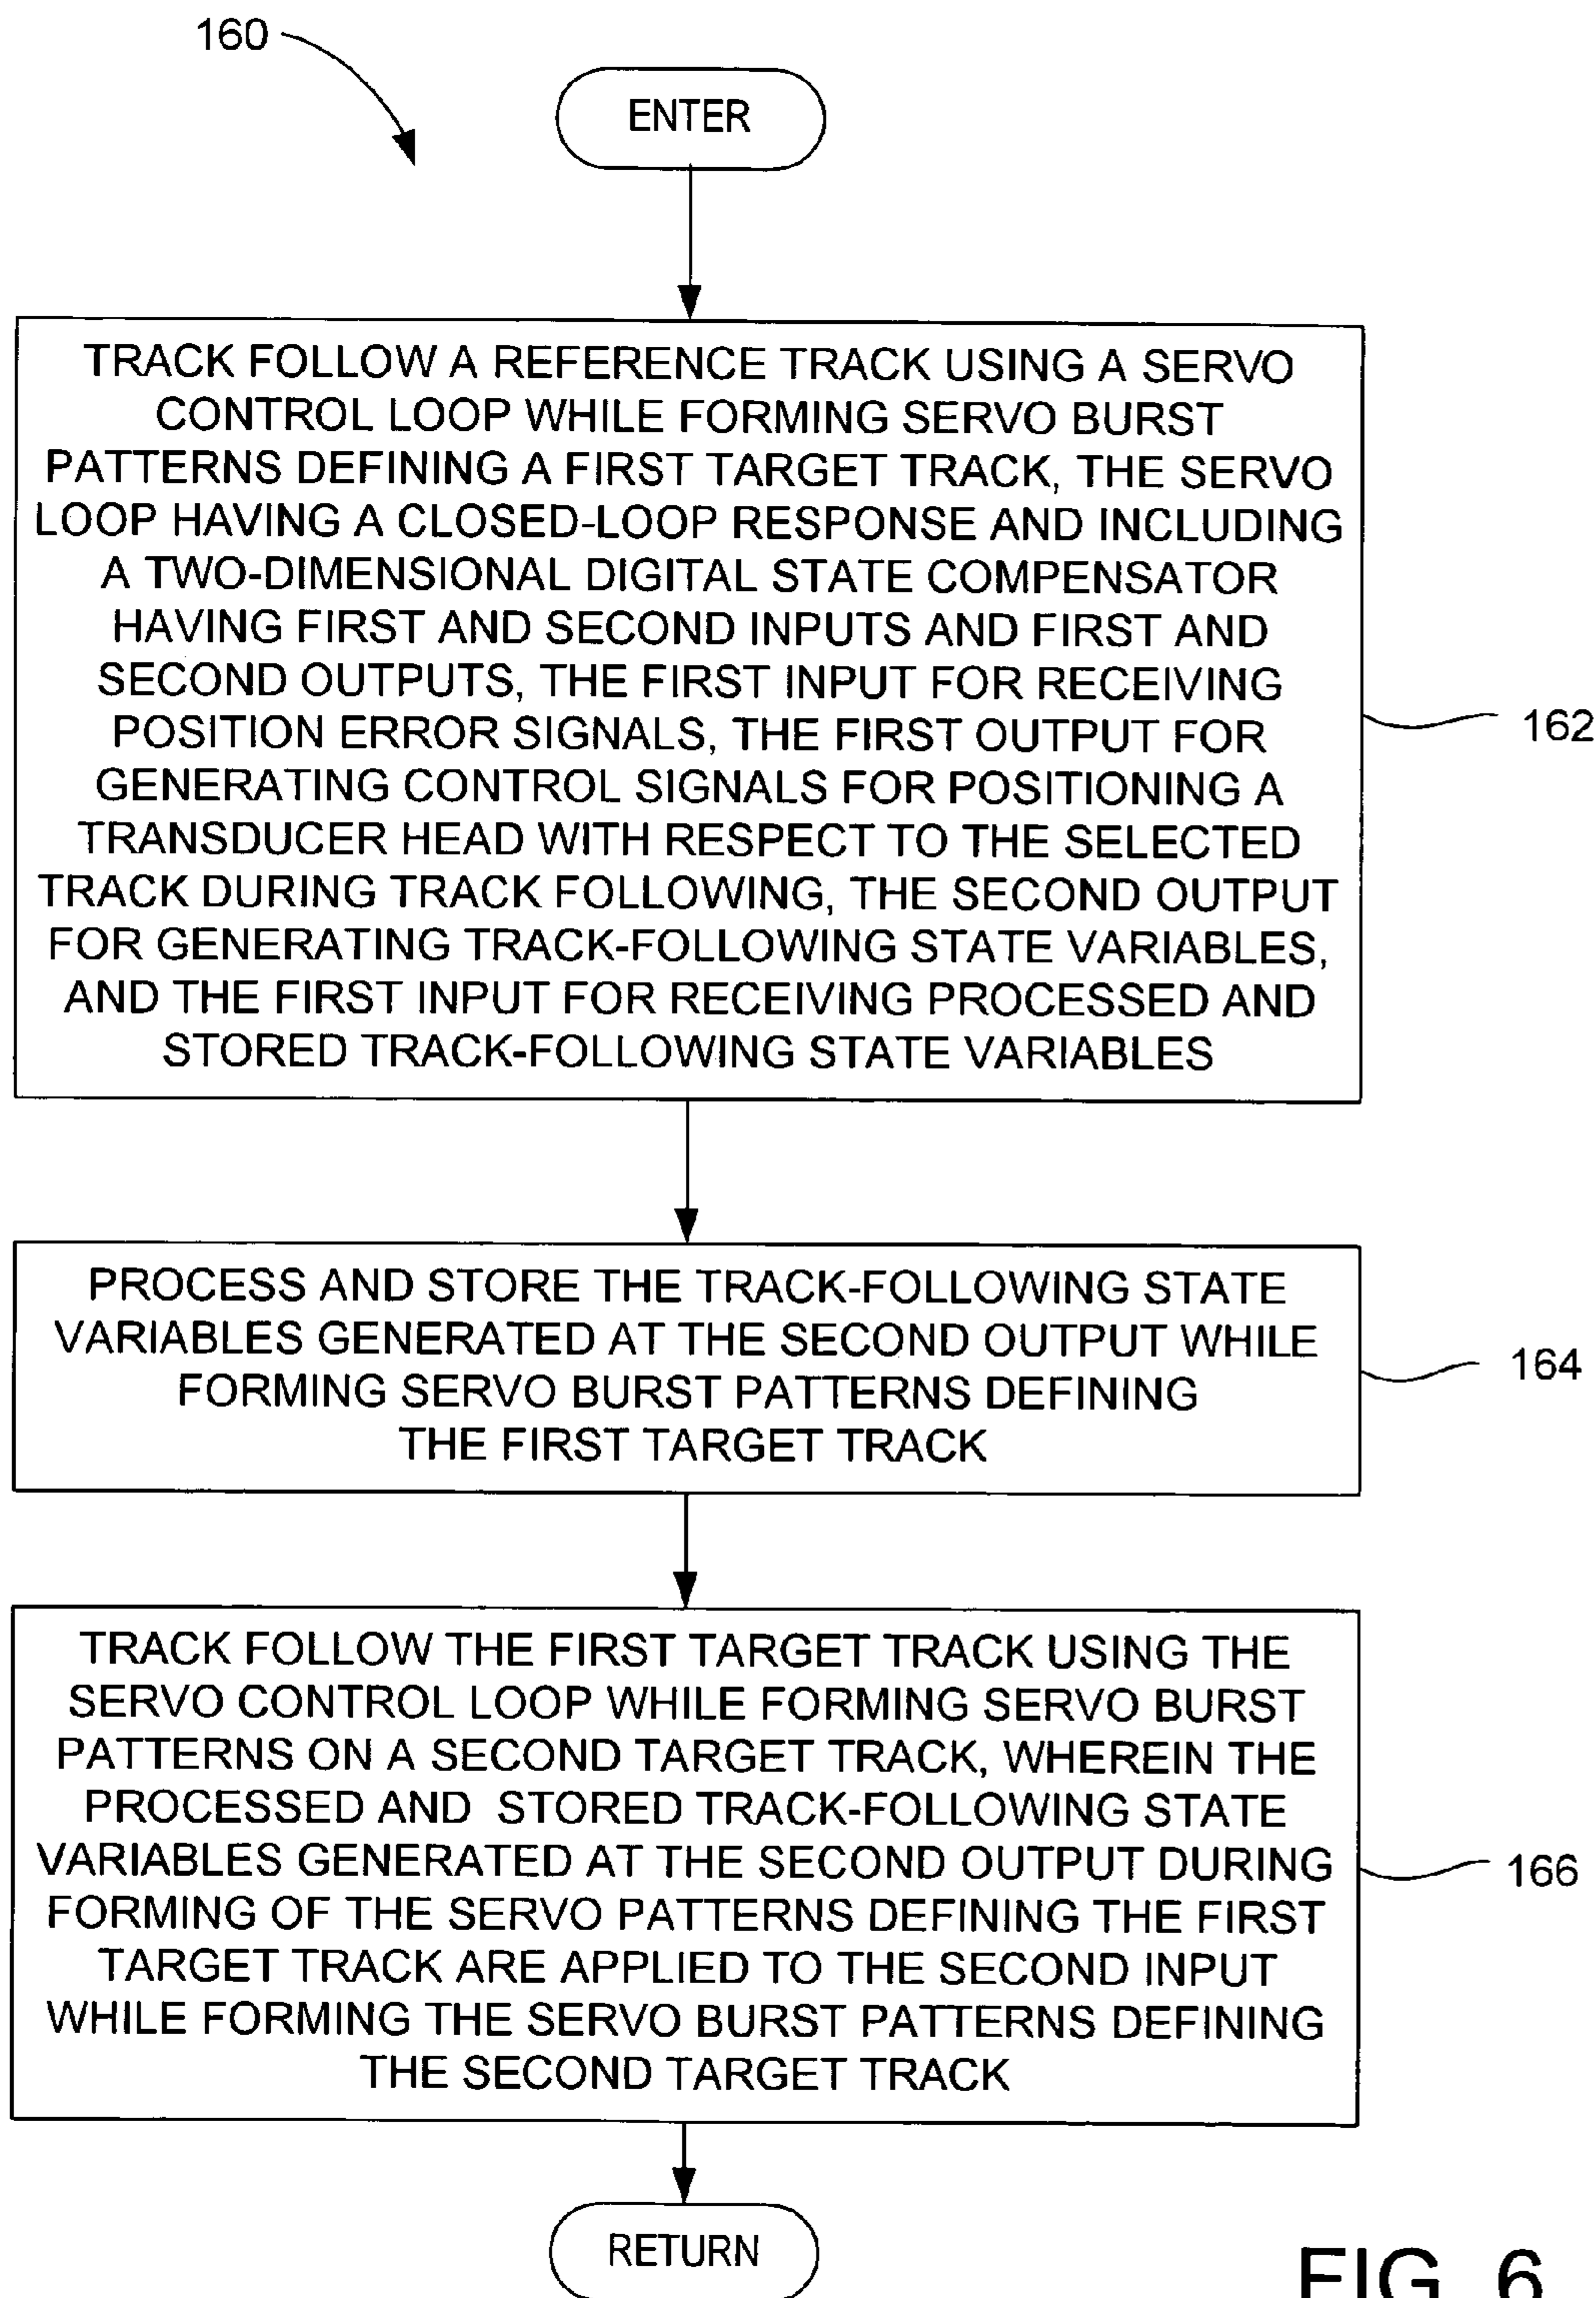 160
ENTER
TRACK FOLLOW A REFERENCE TRACK USING A SERVO
CONTROL LOOP WHILE FORMING SERVO BURST
PATTERNS DEFINING A FIRST TARGET TRACK, THE SERVO
LOOP HAVING A CLOSED-LOOP RESPONSE AND INCLUDING
A TWO-DIMENSIONAL DIGITAL STATE COMPENSATOR
HAVING FIRST AND SECOND INPUTS AND FIRST AND
SECOND OUTPUTS, THE FIRST INPUT FOR RECEIVING
POSITION ERROR SIGNALS, THE FIRST OUTPUT FOR
GENERATING CONTROL SIGNALS FOR POSITIONING A
TRANSDUCER HEAD WITH RESPECT TO THE SELECTED
TRACK DURING TRACK FOLLOWING, THE SECOND OUTPUT
FOR GENERATING TRACK-FOLLOWING STATE VARIABLES,
AND THE FIRST INPUT FOR RECEIVING PROCESSED AND
STORED TRACK-FOLLOWING STATE VARIABLES
162
PROCESS AND STORE THE TRACK-FOLLOWING STATE
VARIABLES GENERATED AT THE SECOND OUTPUT WHILE
FORMING SERVO BURST PATTERNS DEFINING
THE FIRST TARGET TRACK
164
TRACK FOLLOW THE FIRST TARGET TRACK USING THE
SERVO CONTROL LOOP WHILE FORMING SERVO BURST
PATTERNS ON A SECOND TARGET TRACK, WHEREIN THE
PROCESSED AND STORED TRACK-FOLLOWING STATE
VARIABLES GENERATED AT THE SECOND OUTPUT DURING
FORMING OF THE SERVO PATTERNS DEFINING THE FIRST
TARGET TRACK ARE APPLIED TO THE SECOND INPUT
WHILE FORMING THE SERVO BURST PATTERNS DEFINING
THE SECOND TARGET TRACK
166
RETURN
FIG. 6